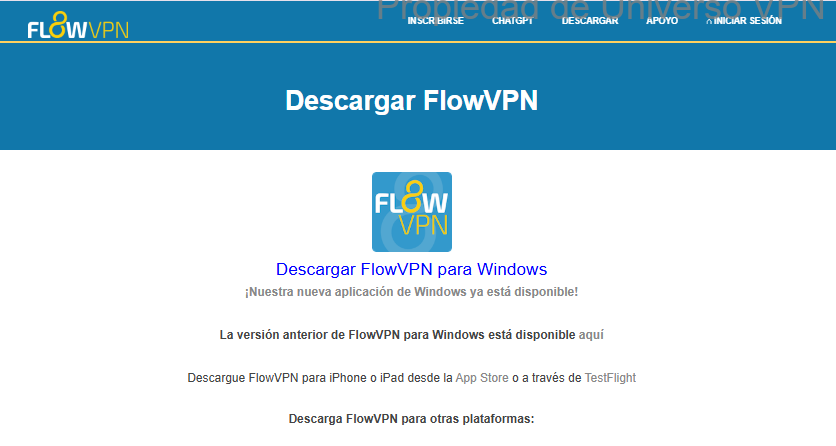 Propiedad de Universo VPN
FLOWVPN
INSCRIBIRSE CHATGPT DESCARGAR APOYO INICIAR SESIÓN
Descargar FlowVPN
FLOW
VPN
Descargar FlowVPN para Windows
¡Nuestra nueva aplicación de Windows ya está disponible!
La versión anterior de FlowVPN para Windows está disponible aquí
Descargue FlowVPN para iPhone o iPad desde la App Store o a través de TestFlight
Descarga FlowVPN para otras plataformas: